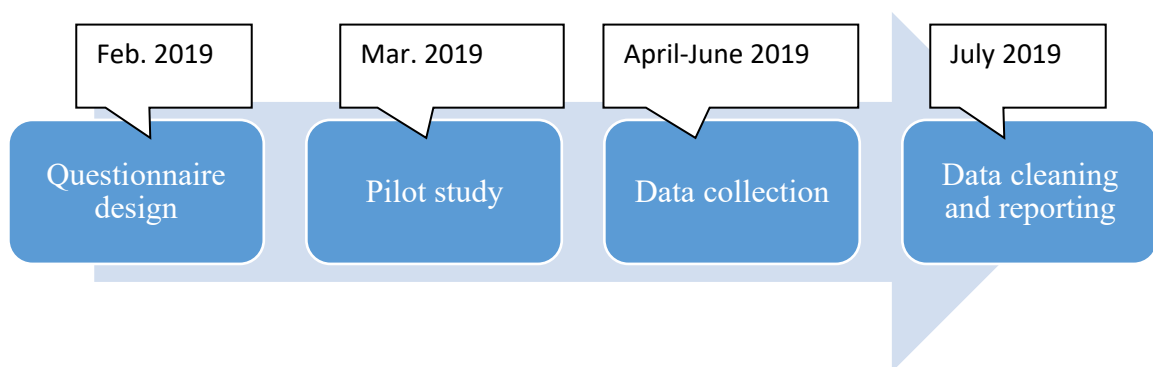 Feb. 2019
Mar. 2019
April-June 2019
July 2019
Questionnaire
design
Pilot study
Data collection
Data cleaning
and reporting